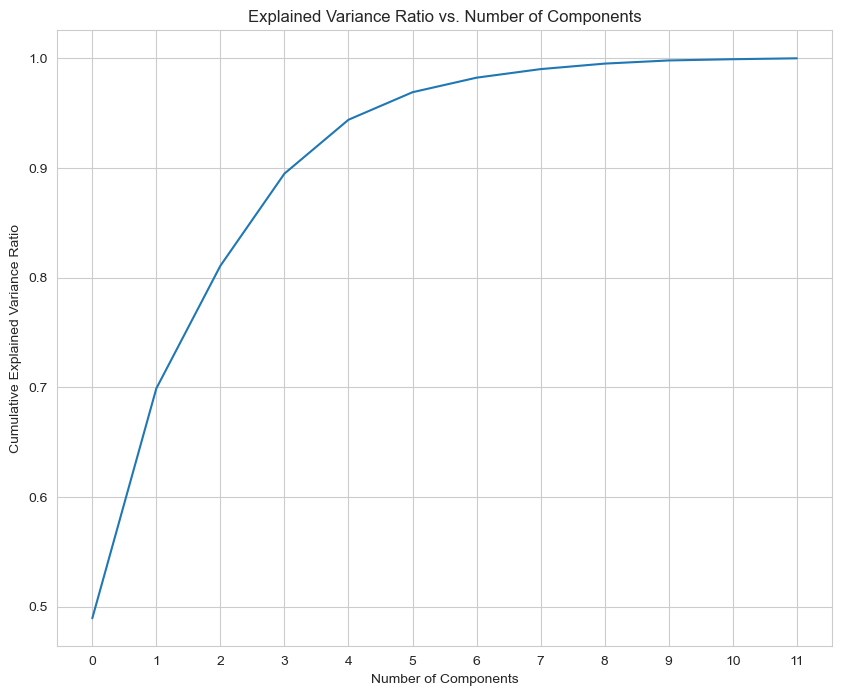 Explained Variance Ratio vs. Number of Components
1.0
0.9
0.8
0.7
0.6
0.5
Cumulative Explained Variance Ratio
0 1 2 3 4 5 6 7 8 9 10 11
Number of Components